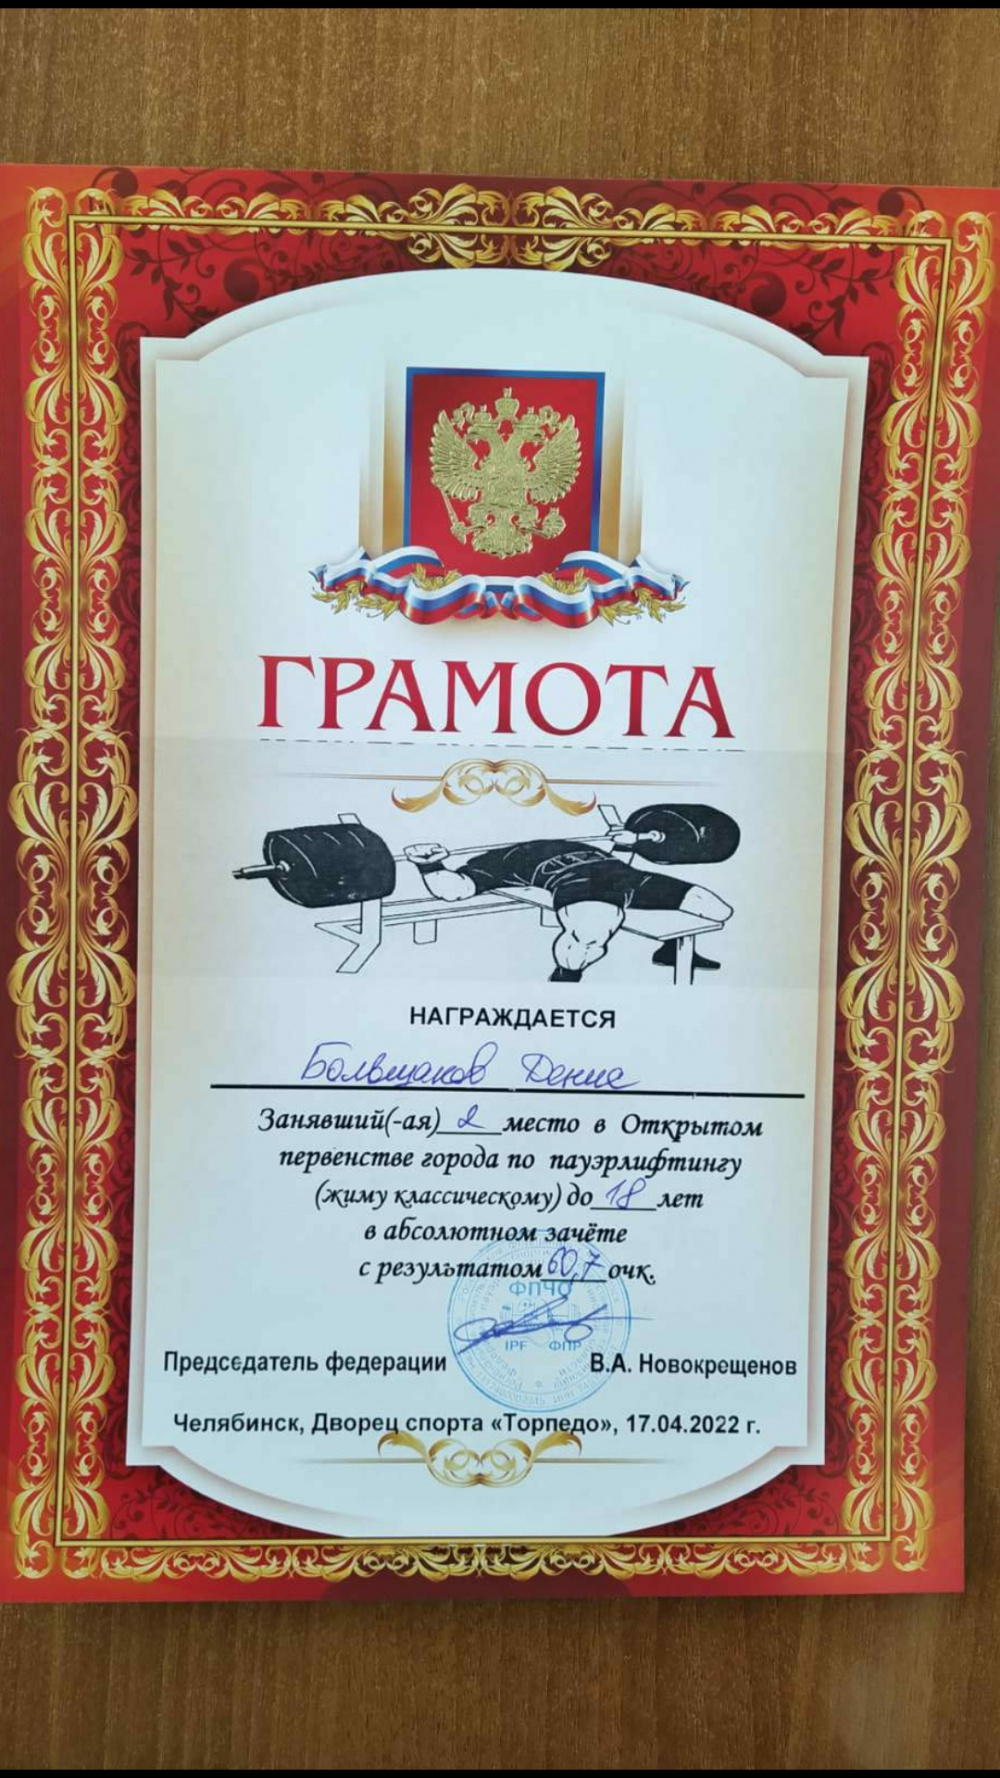 ГРАМОТА
НАГРАЖДАЕТСЯ
Большаков Денис
Занявший(-ая) 2 место в Открытом
первенстве города по пауэрлифтингу
(жиму классическому) до 18 лет
в абсолютном зачёте
с результатом 60,7 очк.
ФПЧО
IPF ФПР
Председатель федерации В.А. Новокрещенов
Челябинск, Дворец спорта «Торпедо», 17.04.2022 г.